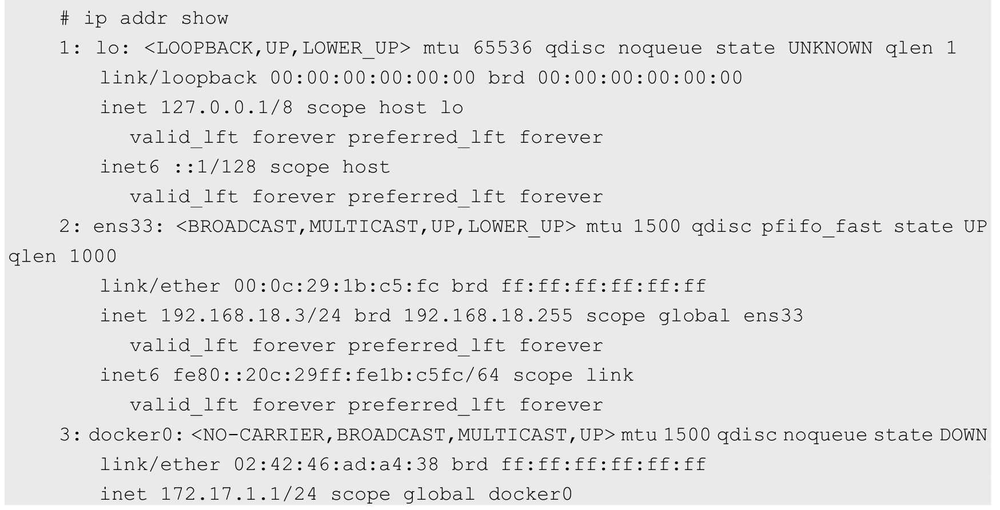 # ip addr show
1: lo: <LOOPBACK,UP,LOWER_UP> mtu 65536 qdisc noqueue state UNKNOWN qlen 1
link/loopback 00:00:00:00:00:00 brd 00:00:00:00:00:00
inet 127.0.0.1/8 scope host lo
valid_lft forever preferred_lft forever
inet6 ::1/128 scope host
valid_lft forever preferred_lft forever
2: ens33: <BROADCAST,MULTICAST,UP,LOWER_UP> mtu 1500 qdisc pfifo_fast state UP
qlen 1000
link/ether 00:0c:29:1b:c5:fc brd ff:ff:ff:ff:ff:ff
inet 192.168.18.3/24 brd 192.168.18.255 scope global ens33
valid_lft forever preferred_lft forever
inet6 fe80::20c:29ff:fe1b:c5fc/64 scope link
valid_lft forever preferred_lft forever
3: docker0: <NO-CARRIER,BROADCAST,MULTICAST,UP> mtu 1500 qdisc noqueue state DOWN
link/ether 02:42:46:ad:a4:38 brd ff:ff:ff:ff:ff:ff
inet 172.17.1.1/24 scope global docker0